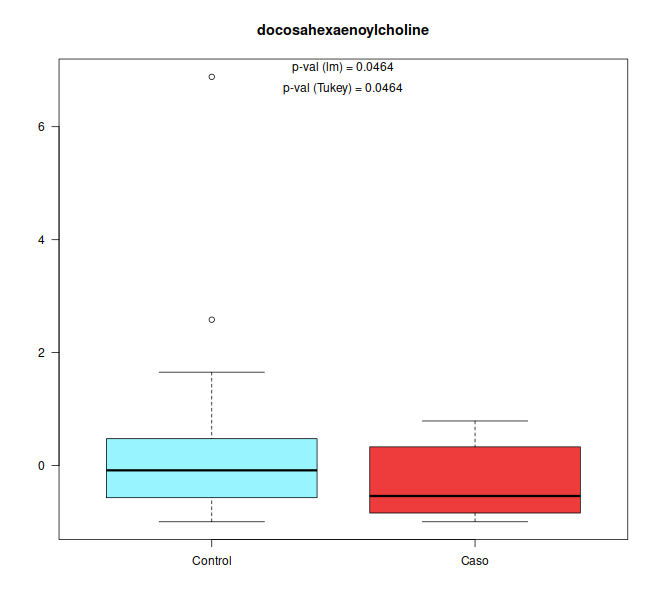 docosahexaenoylcholine
p-val (lm) = 0.0464
p-val (Tukey) = 0.0464
6
4
2
0
Control
Caso